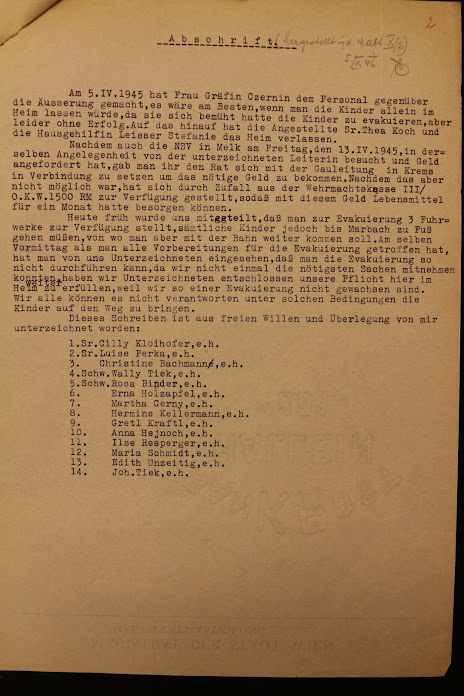 2
Abschrift.
5.IV.46
Am 5.IV.1945 hat Frau Gräfin Czernin dem Personal gegenüber
die Äusserung gemacht,es wäre am Besten,wenn man die Kinder allein im
Heim lassen würde,da sie sich bemüht hatte die Kinder zu evakuieren,aber
leider ohne Erfolg.Auf das hinauf hat die Angestellte Sr.Thea Koch und
die Hausgehilfin Leisser Stefanie das Heim verlassen.
Nachdem auch die NSV in Melk am Freitag,den 13.IV.1945,in der=
selben Angelegenheit von der unterzeichneten Leiterin besucht und Geld
angefordert hat,gab man ihr den Rat sich mit der Gauleitung in Krems
in Verbindung zu setzen um das nötige Geld zu bekommen.Nachdem das aber
nicht möglich war,hat sich durch Zufall aus der Wehrmachtskasse III/
O.K.W.1500 RM zur Verfügung gestellt,sodaß mit diesem Geld Lebensmittel
für ein Monat hatte besorgen können.
Heute früh wurde uns mitgeteilt,daß man zur Evakuierung 3 Fuhr=
werke zur Verfügung stellt,sämtliche Kinder jedoch bis Marbach zu Fuß
gehen müßen,von wo man aber mit der Bahn weiter kommen soll.Am selben
Vormittag als man alle Vorbereitungen für die Evakuierung getroffen hat,
hat man von uns Unterzeichneten eingesehen,daß man die Evakuierung so
nicht durchführen kann,da wir nicht einmal die nötigsten Sachen mitnehmen
konnten,haben wir Unterzeichneten entschlossen unsere Pflicht hier im
Heim weiter zu erfüllen,weil wir so einer Evakuierung nicht gewachsen sind.
Wir alle können es nicht verantworten unter solchen Bedingungen die
Kinder auf den Weg zu bringen.
Dieses Schreiben ist aus freien Willen und Überlegung von mir
unterzeichnet worden:
1.Sr.Cilly Kloihofer,e.h.
2.Sr.Luise Perka,e.h.
3. Christine Bachmann,e.h.
4.Schw.Wally Tiek,e.h.
5.Schw.Rosa Binder,e.h.
6. Erna Holzapfel,e.h.
7. Martha Cerny,e.h.
8. Hermine Kellermann,e.h.
9. Gretl Kraftl,e.h.
10. Anna Hejnoch,e.h.
11. Ilse Resperger,e.h.
12. Maria Schmidt,e.h.
13. Edith Unzeitig,e.h.
14. Joh.Tiek,e.h.